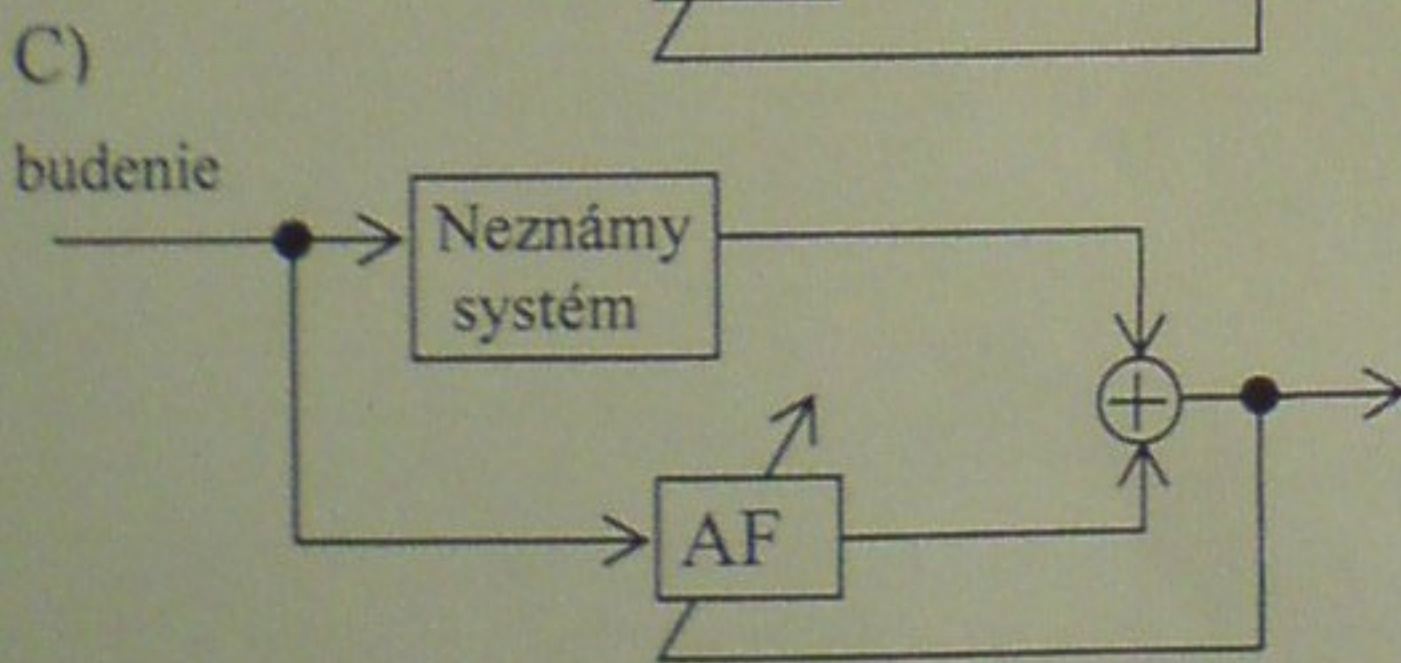 C)
budenie
Neznámy
systém
+
AF